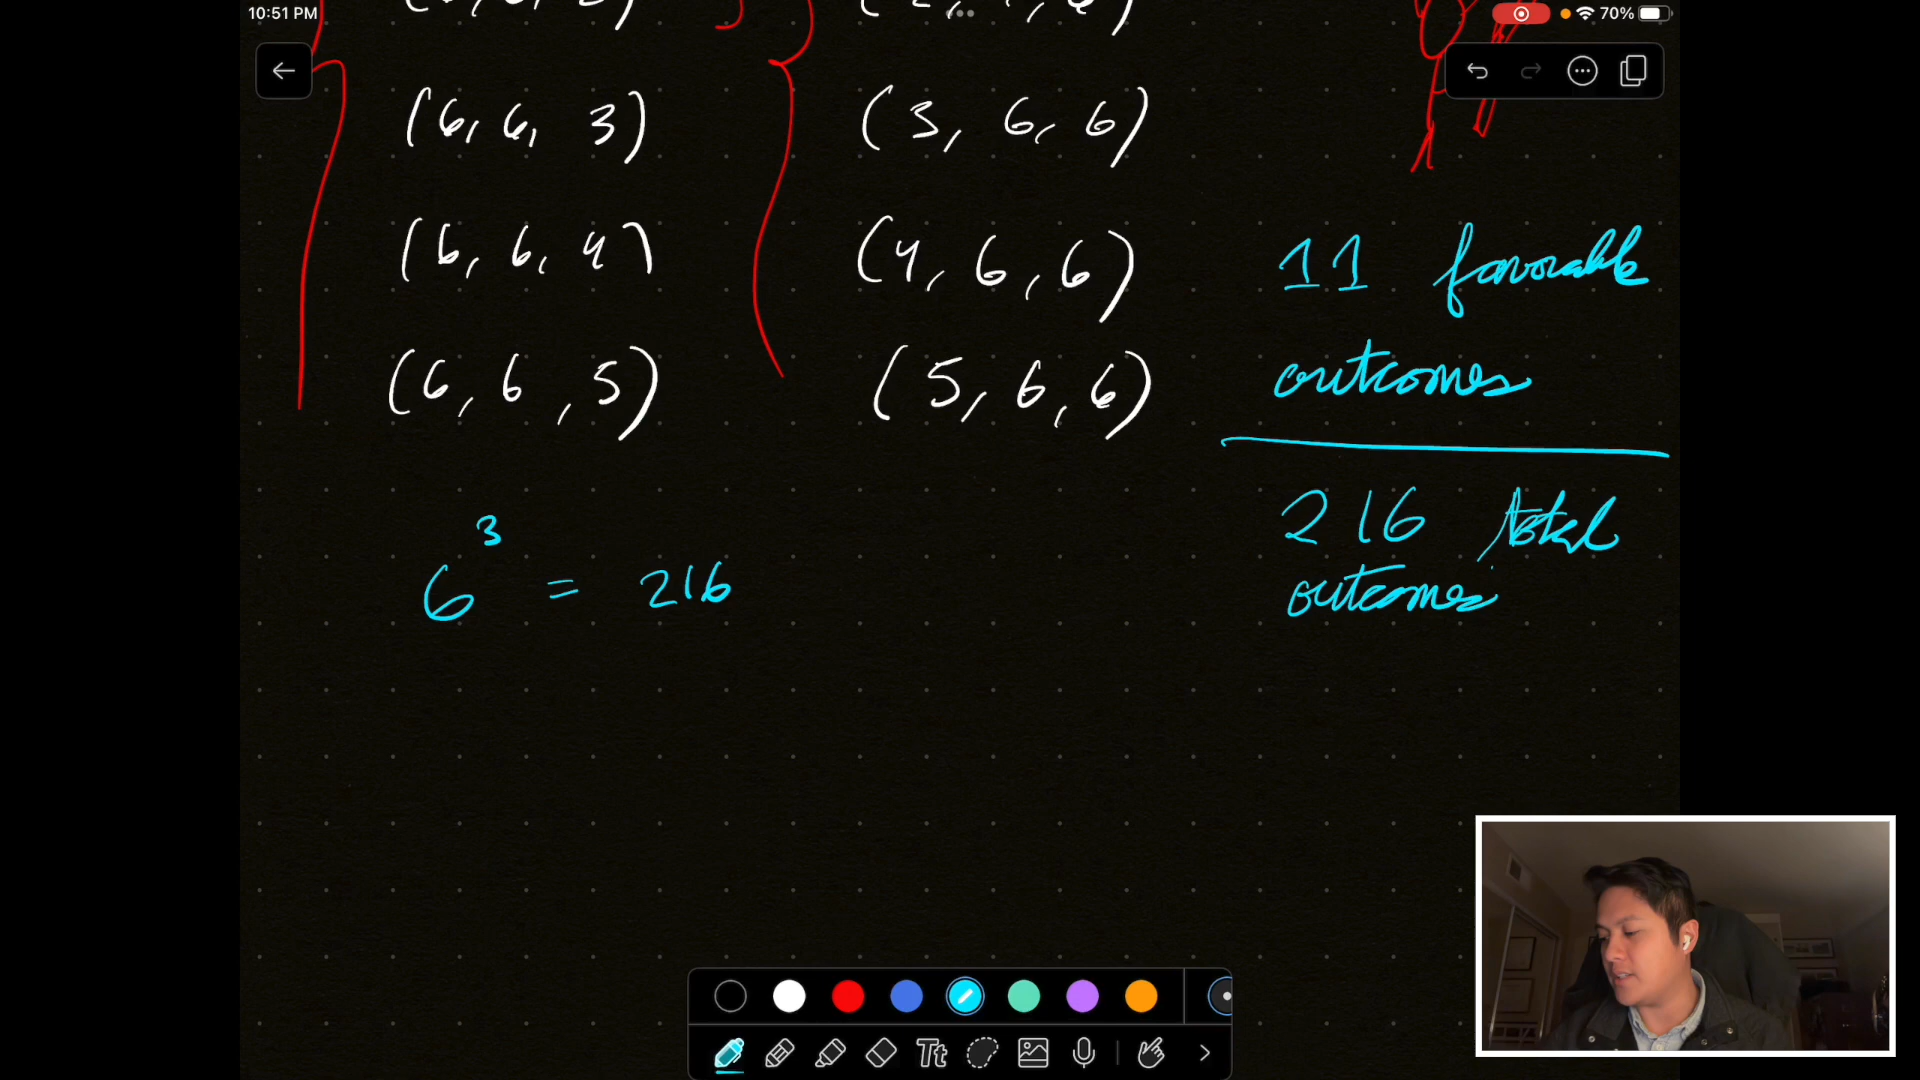 10:51 PM
70%
(6, 6, 3)
(3, 6, 6)
(6, 6, 4)
(4, 6, 6)
11 favorable
outcomes
(6, 6, 5)
(5, 6, 6)
216 total
outcomes
6³ = 216
Tt